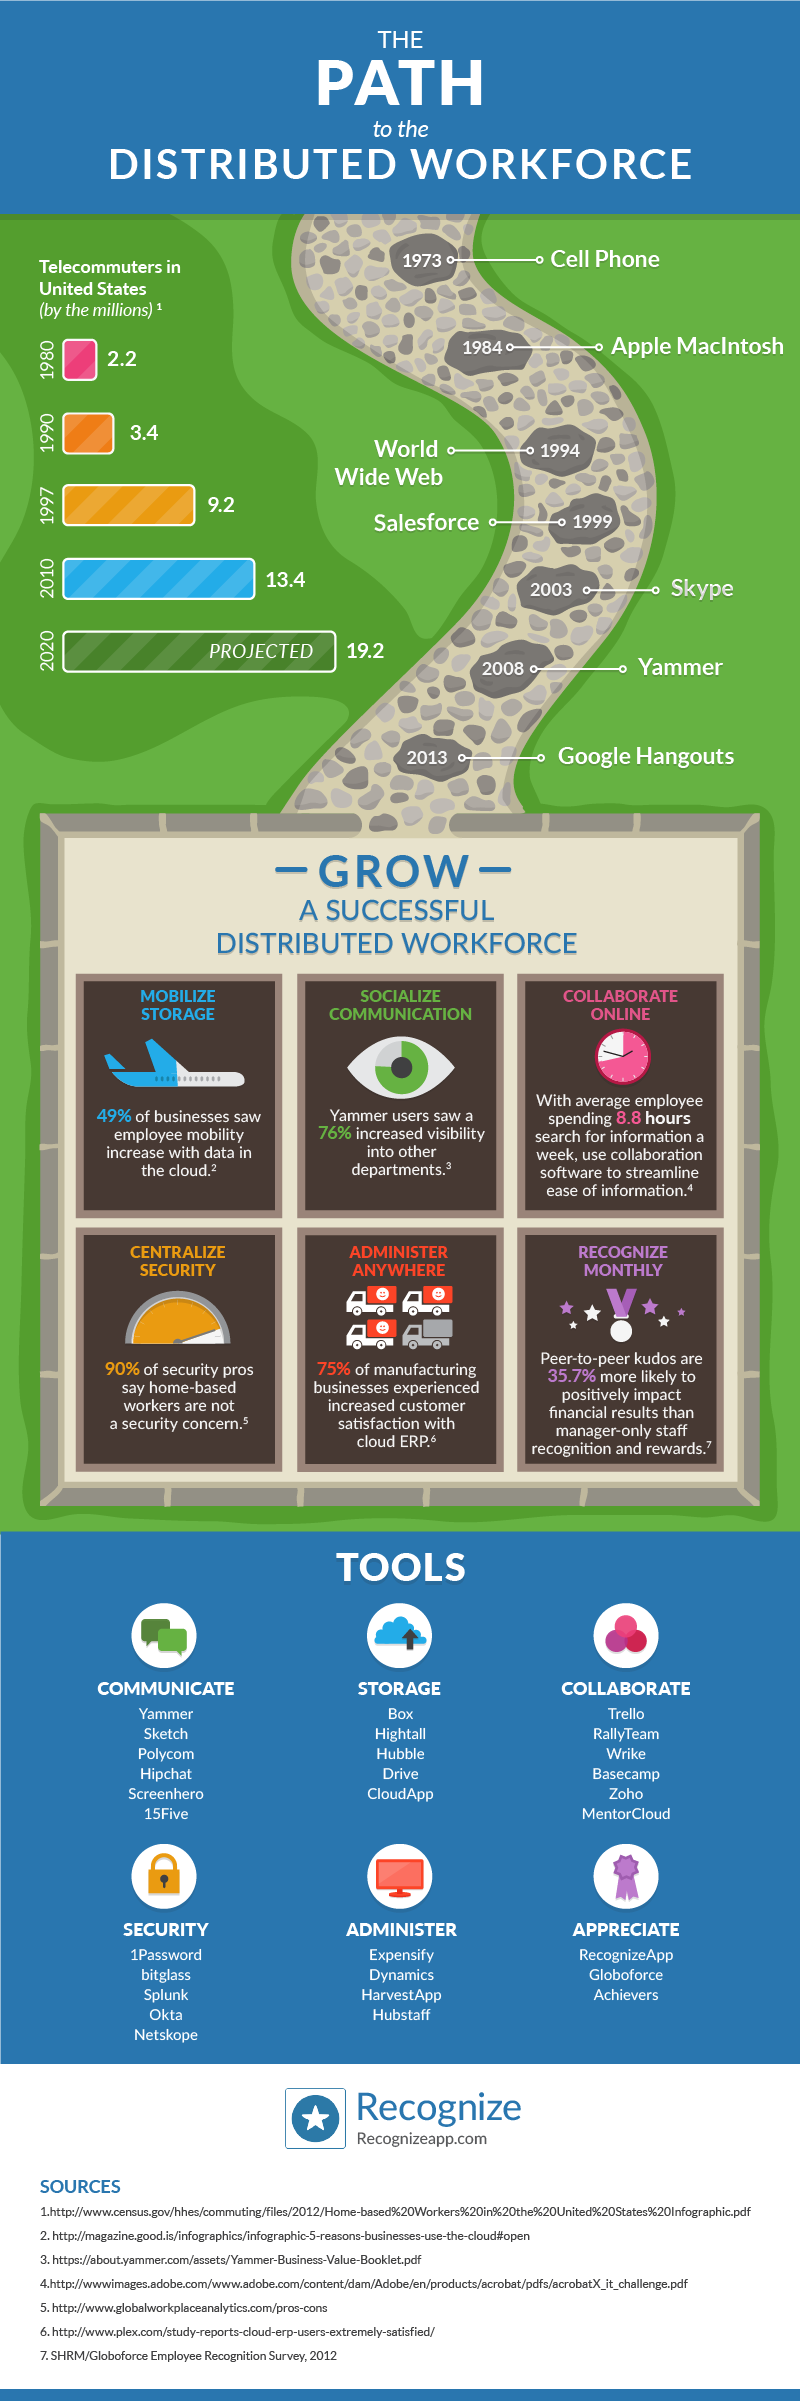 THE
PATH
to the
DISTRIBUTED WORKFORCE
Telecommuters in
United States
(by the millions) ¹
1980
2.2
1990
3.4
1997
9.2
2010
13.4
2020
PROJECTED
19.2
1973
Cell Phone
1984
Apple MacIntosh
World
Wide Web
1994
Salesforce
1999
2003
Skype
2008
Yammer
2013
Google Hangouts
GROW
A SUCCESSFUL
DISTRIBUTED WORKFORCE
MOBILIZE
STORAGE
49% of businesses saw
employee mobility
increase with data in
the cloud.²
SOCIALIZE
COMMUNICATION
Yammer users saw a
76% increased visibility
into other
departments.³
COLLABORATE
ONLINE
With average employee
spending 8.8 hours
search for information a
week, use collaboration
software to streamline
ease of information.⁴
CENTRALIZE
SECURITY
90% of security pros
say home-based
workers are not
a security concern.⁵
ADMINISTER
ANYWHERE
75% of manufacturing
businesses experienced
increased customer
satisfaction with
cloud ERP.⁶
RECOGNIZE
MONTHLY
Peer-to-peer kudos are
35.7% more likely to
positively impact
financial results than
manager-only staff
recognition and rewards.⁷
TOOLS
COMMUNICATE
Yammer
Sketch
Polycom
Hipchat
Screenhero
15Five
STORAGE
Box
Hightall
Hubble
Drive
CloudApp
COLLABORATE
Trello
RallyTeam
Wrike
Basecamp
Zoho
MentorCloud
SECURITY
1Password
bitglass
Splunk
Okta
Netskope
ADMINISTER
Expensify
Dynamics
HarvestApp
Hubstaff
APPRECIATE
RecognizeApp
Globoforce
Achievers
Recognize
Recognizeapp.com
SOURCES
1.http://www.census.gov/hhes/commuting/files/2012/Home-based%20Workers%20in%20the%20United%20States%20Infographic.pdf
2. http://magazine.good.is/infographics/infographic-5-reasons-businesses-use-the-cloud#open
3. https://about.yammer.com/assets/Yammer-Business-Value-Booklet.pdf
4.http://wwwimages.adobe.com/www.adobe.com/content/dam/Adobe/en/products/acrobat/pdfs/acrobatX_it_challenge.pdf
5. http://www.globalworkplaceanalytics.com/pros-cons
6. http://www.plex.com/study-reports-cloud-erp-users-extremely-satisfied/
7. SHRM/Globoforce Employee Recognition Survey, 2012